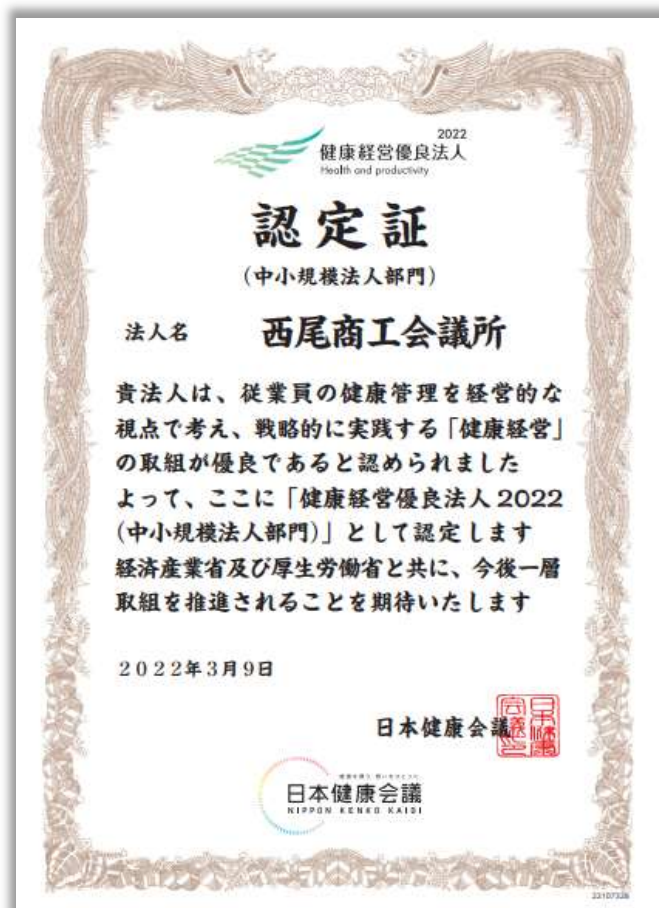 2022
健康経営優良法人
Health and productivity
認定証
(中小規模法人部門)
法人名 西尾商工会議所
貴法人は、従業員の健康管理を経営的な
視点で考え、戦略的に実践する「健康経営」
の取組が優良であると認められました
よって、ここに「健康経営優良法人2022
(中小規模法人部門)」として認定します
経済産業省及び厚生労働省と共に、今後一層
取組を推進されることを期待いたします
2022年3月9日
日本健康会議
日本健康会議
NIPPON KENKO KAIGI